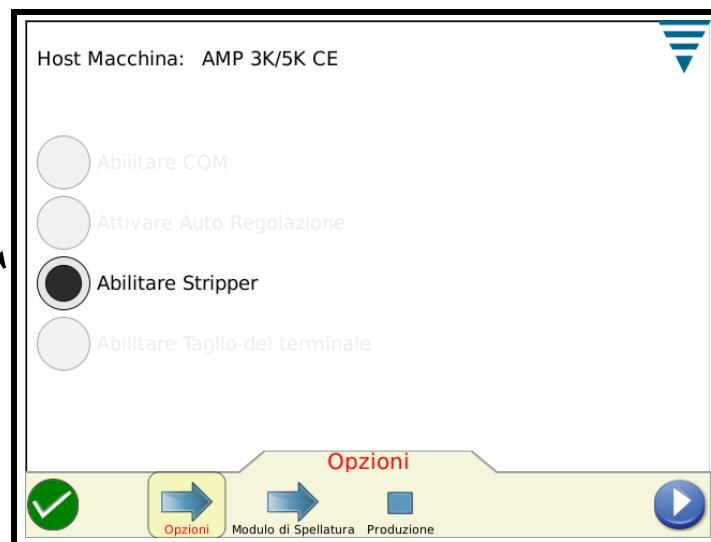 Host Macchina: AMP 3K/5K CE
Abilitare CQM
Attivare Auto Regolazione
Abilitare Stripper
Abilitare Taglio del terminale
Opzioni
Opzioni Modulo di Spellatura Produzione